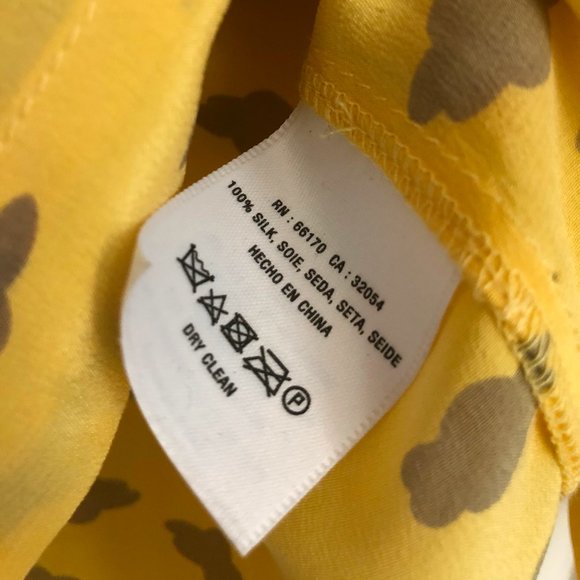 RN : 66170 CA : 32054
100% SILK, SOIE, SEDA, SETA, SEIDE
HECHO EN CHINA
P
DRY CLEAN